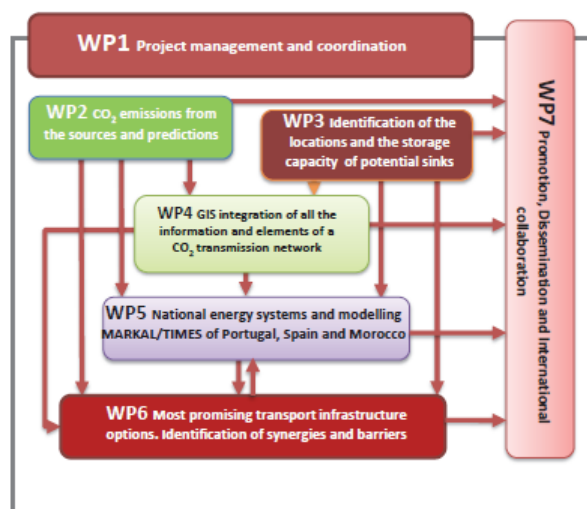 WP1 Project management and coordination
WP2 CO₂ emissions from
the sources and predictions
WP3 Identification of the
locations and the storage
capacity of potential sinks
WP4 GIS integration of all the
information and elements of a
CO₂ transmission network
WP5 National energy systems and modelling
MARKAL/TIMES of Portugal, Spain and Morocco
WP6 Most promising transport infrastructure
options. Identification of synergies and barriers
WP7 Promotion, Dissemination and International
collaboration